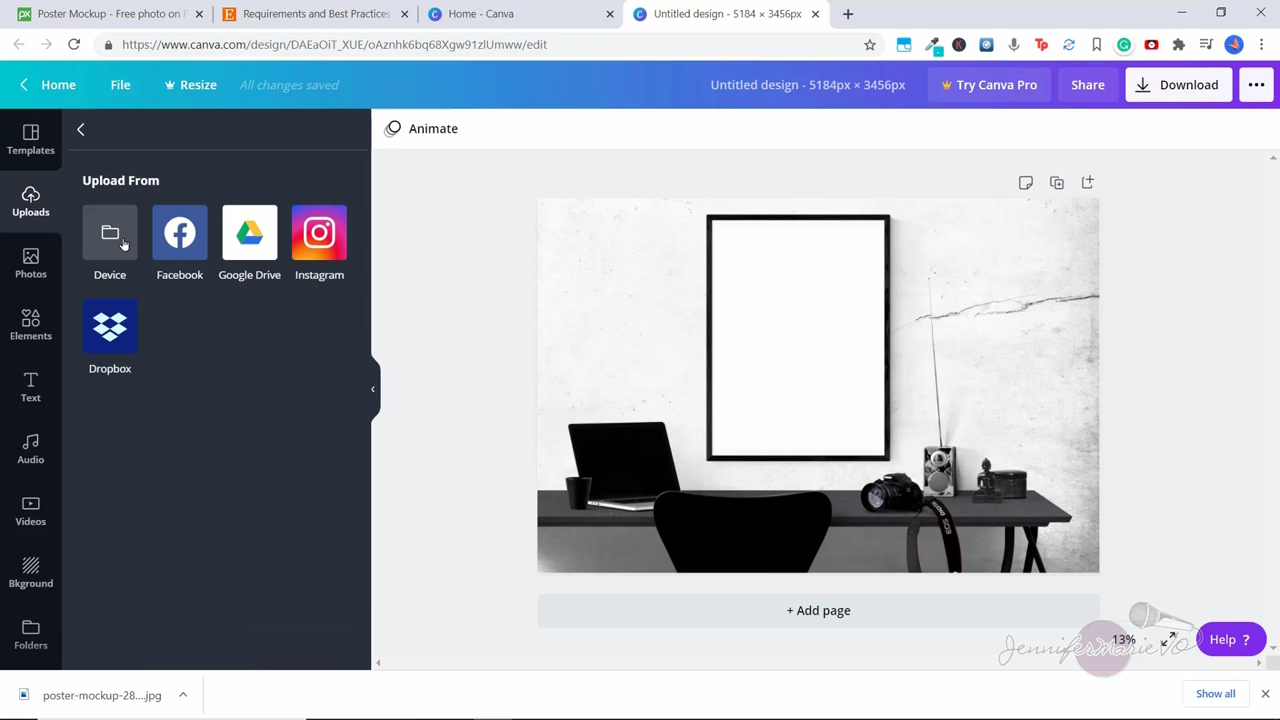 Poster Mockup - Free photo on P
Requirements and Best Practices
Home - Canva
Untitled design - 5184 × 3456px
https://www.canva.com/design/DAEaOiT_XUE/eAznhk6bq68Xgw91zlUmww/edit
Home
File
Resize
All changes saved
Untitled design - 5184px × 3456px
Try Canva Pro
Share
Download
Templates
Uploads
Photos
Elements
Text
Audio
Videos
Bkground
Folders
Upload From
Device
Facebook
Google Drive
Instagram
Dropbox
Animate
+ Add page
JenniferMarieVO
13%
Help ?
poster-mockup-28....jpg
Show all